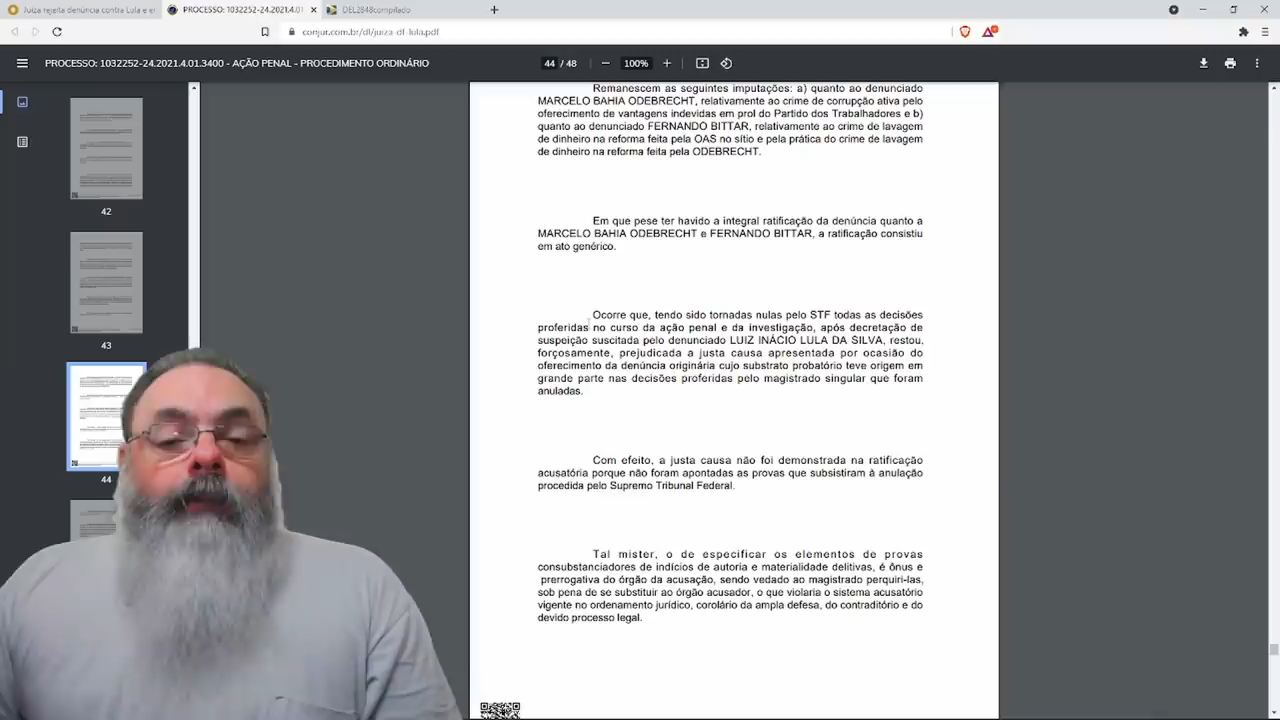 Juíza rejeita denúncia contra Lula e er
PROCESSO: 1032252-24.2021.4.01
DEL2848compilado
conjur.com.br/dl/juiza-df-lula.pdf
PROCESSO: 1032252-24.2021.4.01.3400 - AÇÃO PENAL - PROCEDIMENTO ORDINÁRIO
44 / 48
100%
42
43
44
Remanescem as seguintes imputações: a) quanto ao denunciado
MARCELO BAHIA ODEBRECHT, relativamente ao crime de corrupção ativa pelo
oferecimento de vantagens indevidas em prol do Partido dos Trabalhadores e b)
quanto ao denunciado FERNANDO BITTAR, relativamente ao crime de lavagem
de dinheiro na reforma feita pela OAS no sítio e pela prática do crime de lavagem
de dinheiro na reforma feita pela ODEBRECHT.
Em que pese ter havido a integral ratificação da denúncia quanto a
MARCELO BAHIA ODEBRECHT e FERNANDO BITTAR, a ratificação consistiu
em ato genérico.
Ocorre que, tendo sido tornadas nulas pelo STF todas as decisões
proferidas no curso da ação penal e da investigação, após decretação de
suspeição suscitada pelo denunciado LUIZ INÁCIO LULA DA SILVA, restou,
forçosamente, prejudicada a justa causa apresentada por ocasião do
oferecimento da denúncia originária cujo substrato probatório teve origem em
grande parte nas decisões proferidas pelo magistrado singular que foram
anuladas.
Com efeito, a justa causa não foi demonstrada na ratificação
acusatória porque não foram apontadas as provas que subsistiram à anulação
procedida pelo Supremo Tribunal Federal.
Tal mister, o de especificar os elementos de provas
consubstanciadores de indícios de autoria e materialidade delitivas, é ônus e
prerrogativa do órgão da acusação, sendo vedado ao magistrado perquiri-las,
sob pena de se substituir ao órgão acusador, o que violaria o sistema acusatório
vigente no ordenamento jurídico, corolário da ampla defesa, do contraditório e do
devido processo legal.